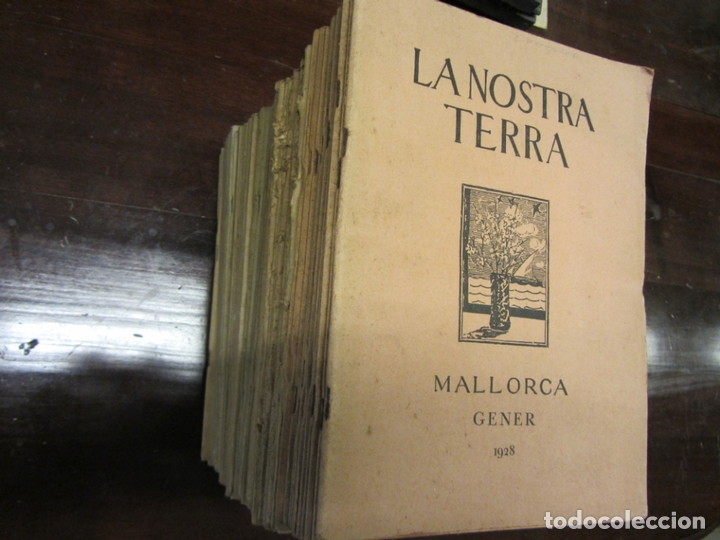 LA NOSTRA
TERRA
MALLORCA
GENER
1928
todocoleccion